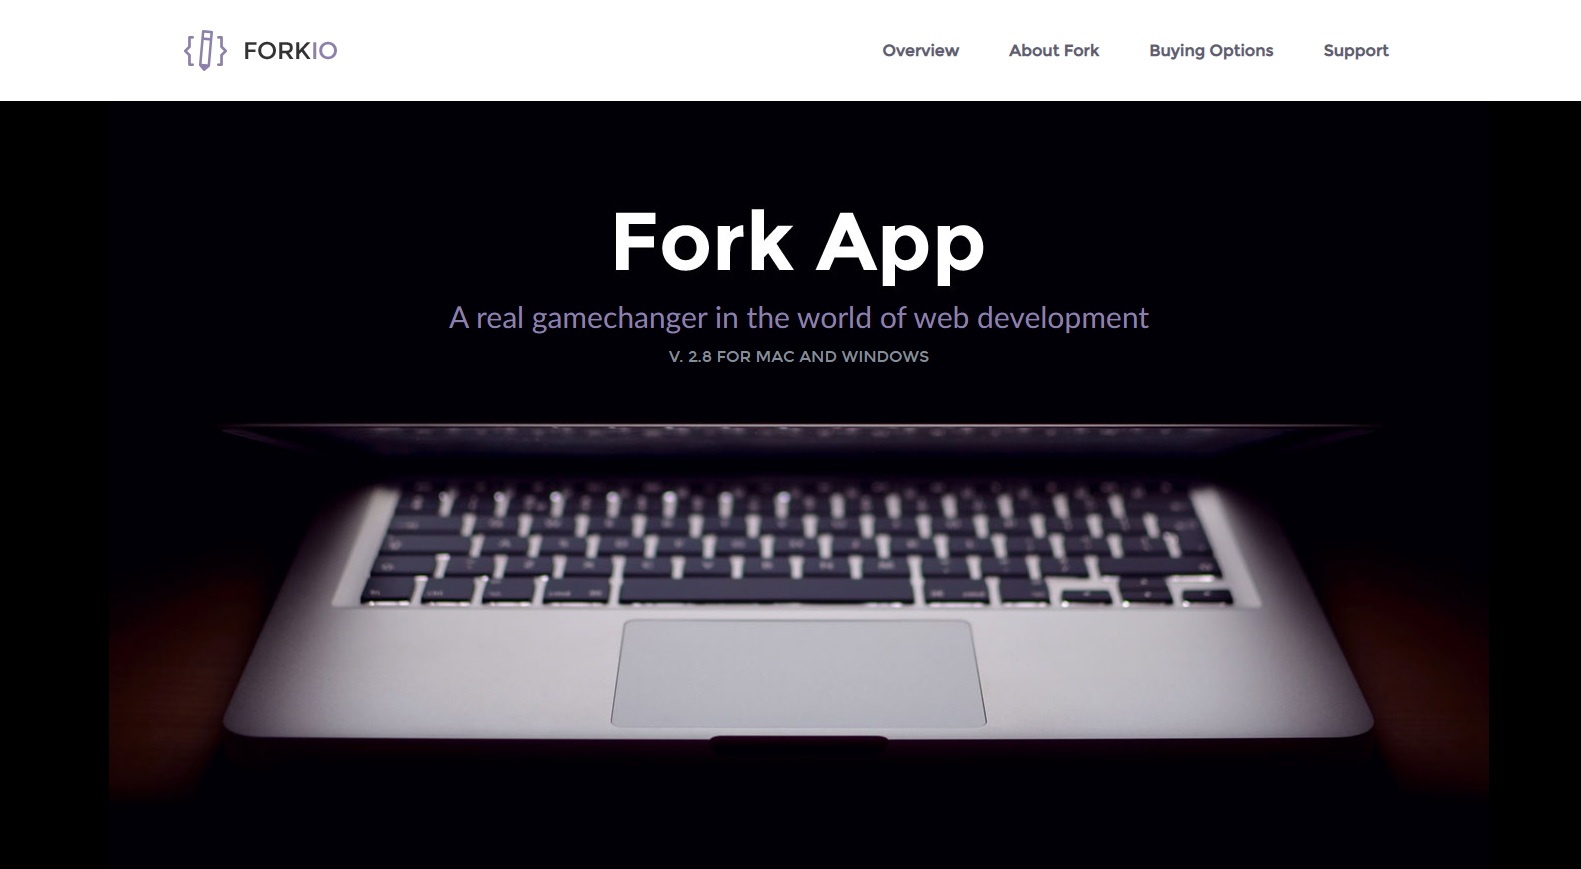 FORKIO
Overview
About Fork
Buying Options
Support
Fork App
A real gamechanger in the world of web development
V. 2.8 FOR MAC AND WINDOWS